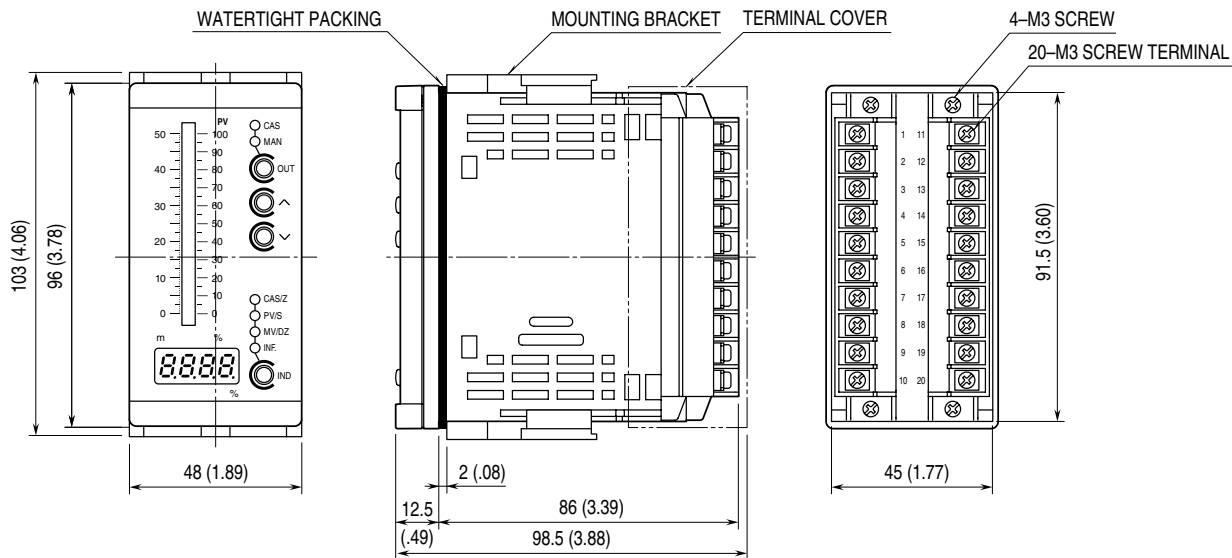 WATERTIGHT PACKING
MOUNTING BRACKET
TERMINAL COVER
4–M3 SCREW
20–M3 SCREW TERMINAL
103 (4.06)
96 (3.78)
PV
50
40
30
20
10
0
100
90
80
70
60
50
40
30
20
10
0
m
%
CAS
MAN
OUT
CAS/Z
PV/S
MV/DZ
INF.
IND
8.8.8.8.
%
48 (1.89)
2 (.08)
12.5
(.49)
86 (3.39)
98.5 (3.88)
1 11
2 12
3 13
4 14
5 15
6 16
7 17
8 18
9 19
10 20
91.5 (3.60)
45 (1.77)